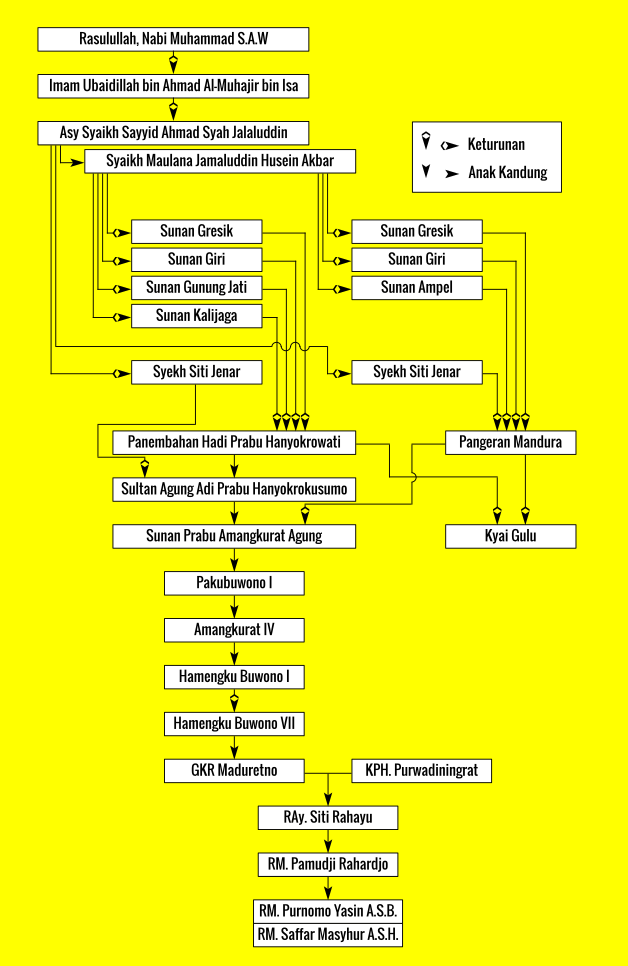 Rasulullah, Nabi Muhammad S.A.W
Imam Ubaidillah bin Ahmad Al-Muhajir bin Isa
Asy Syaikh Sayyid Ahmad Syah Jalaluddin
Syaikh Maulana Jamaluddin Husein Akbar
Keturunan
Anak Kandung
Sunan Gresik
Sunan Giri
Sunan Gunung Jati
Sunan Kalijaga
Sunan Gresik
Sunan Giri
Sunan Ampel
Syekh Siti Jenar
Syekh Siti Jenar
Panembahan Hadi Prabu Hanyokrowati
Pangeran Mandura
Sultan Agung Adi Prabu Hanyokrokusumo
Sunan Prabu Amangkurat Agung
Kyai Gulu
Pakubuwono I
Amangkurat IV
Hamengku Buwono I
Hamengku Buwono VII
GKR Maduretno
KPH. Purwadiningrat
RAy. Siti Rahayu
RM. Pamudji Rahardjo
RM. Purnomo Yasin A.S.B.
RM. Saffar Masyhur A.S.H.